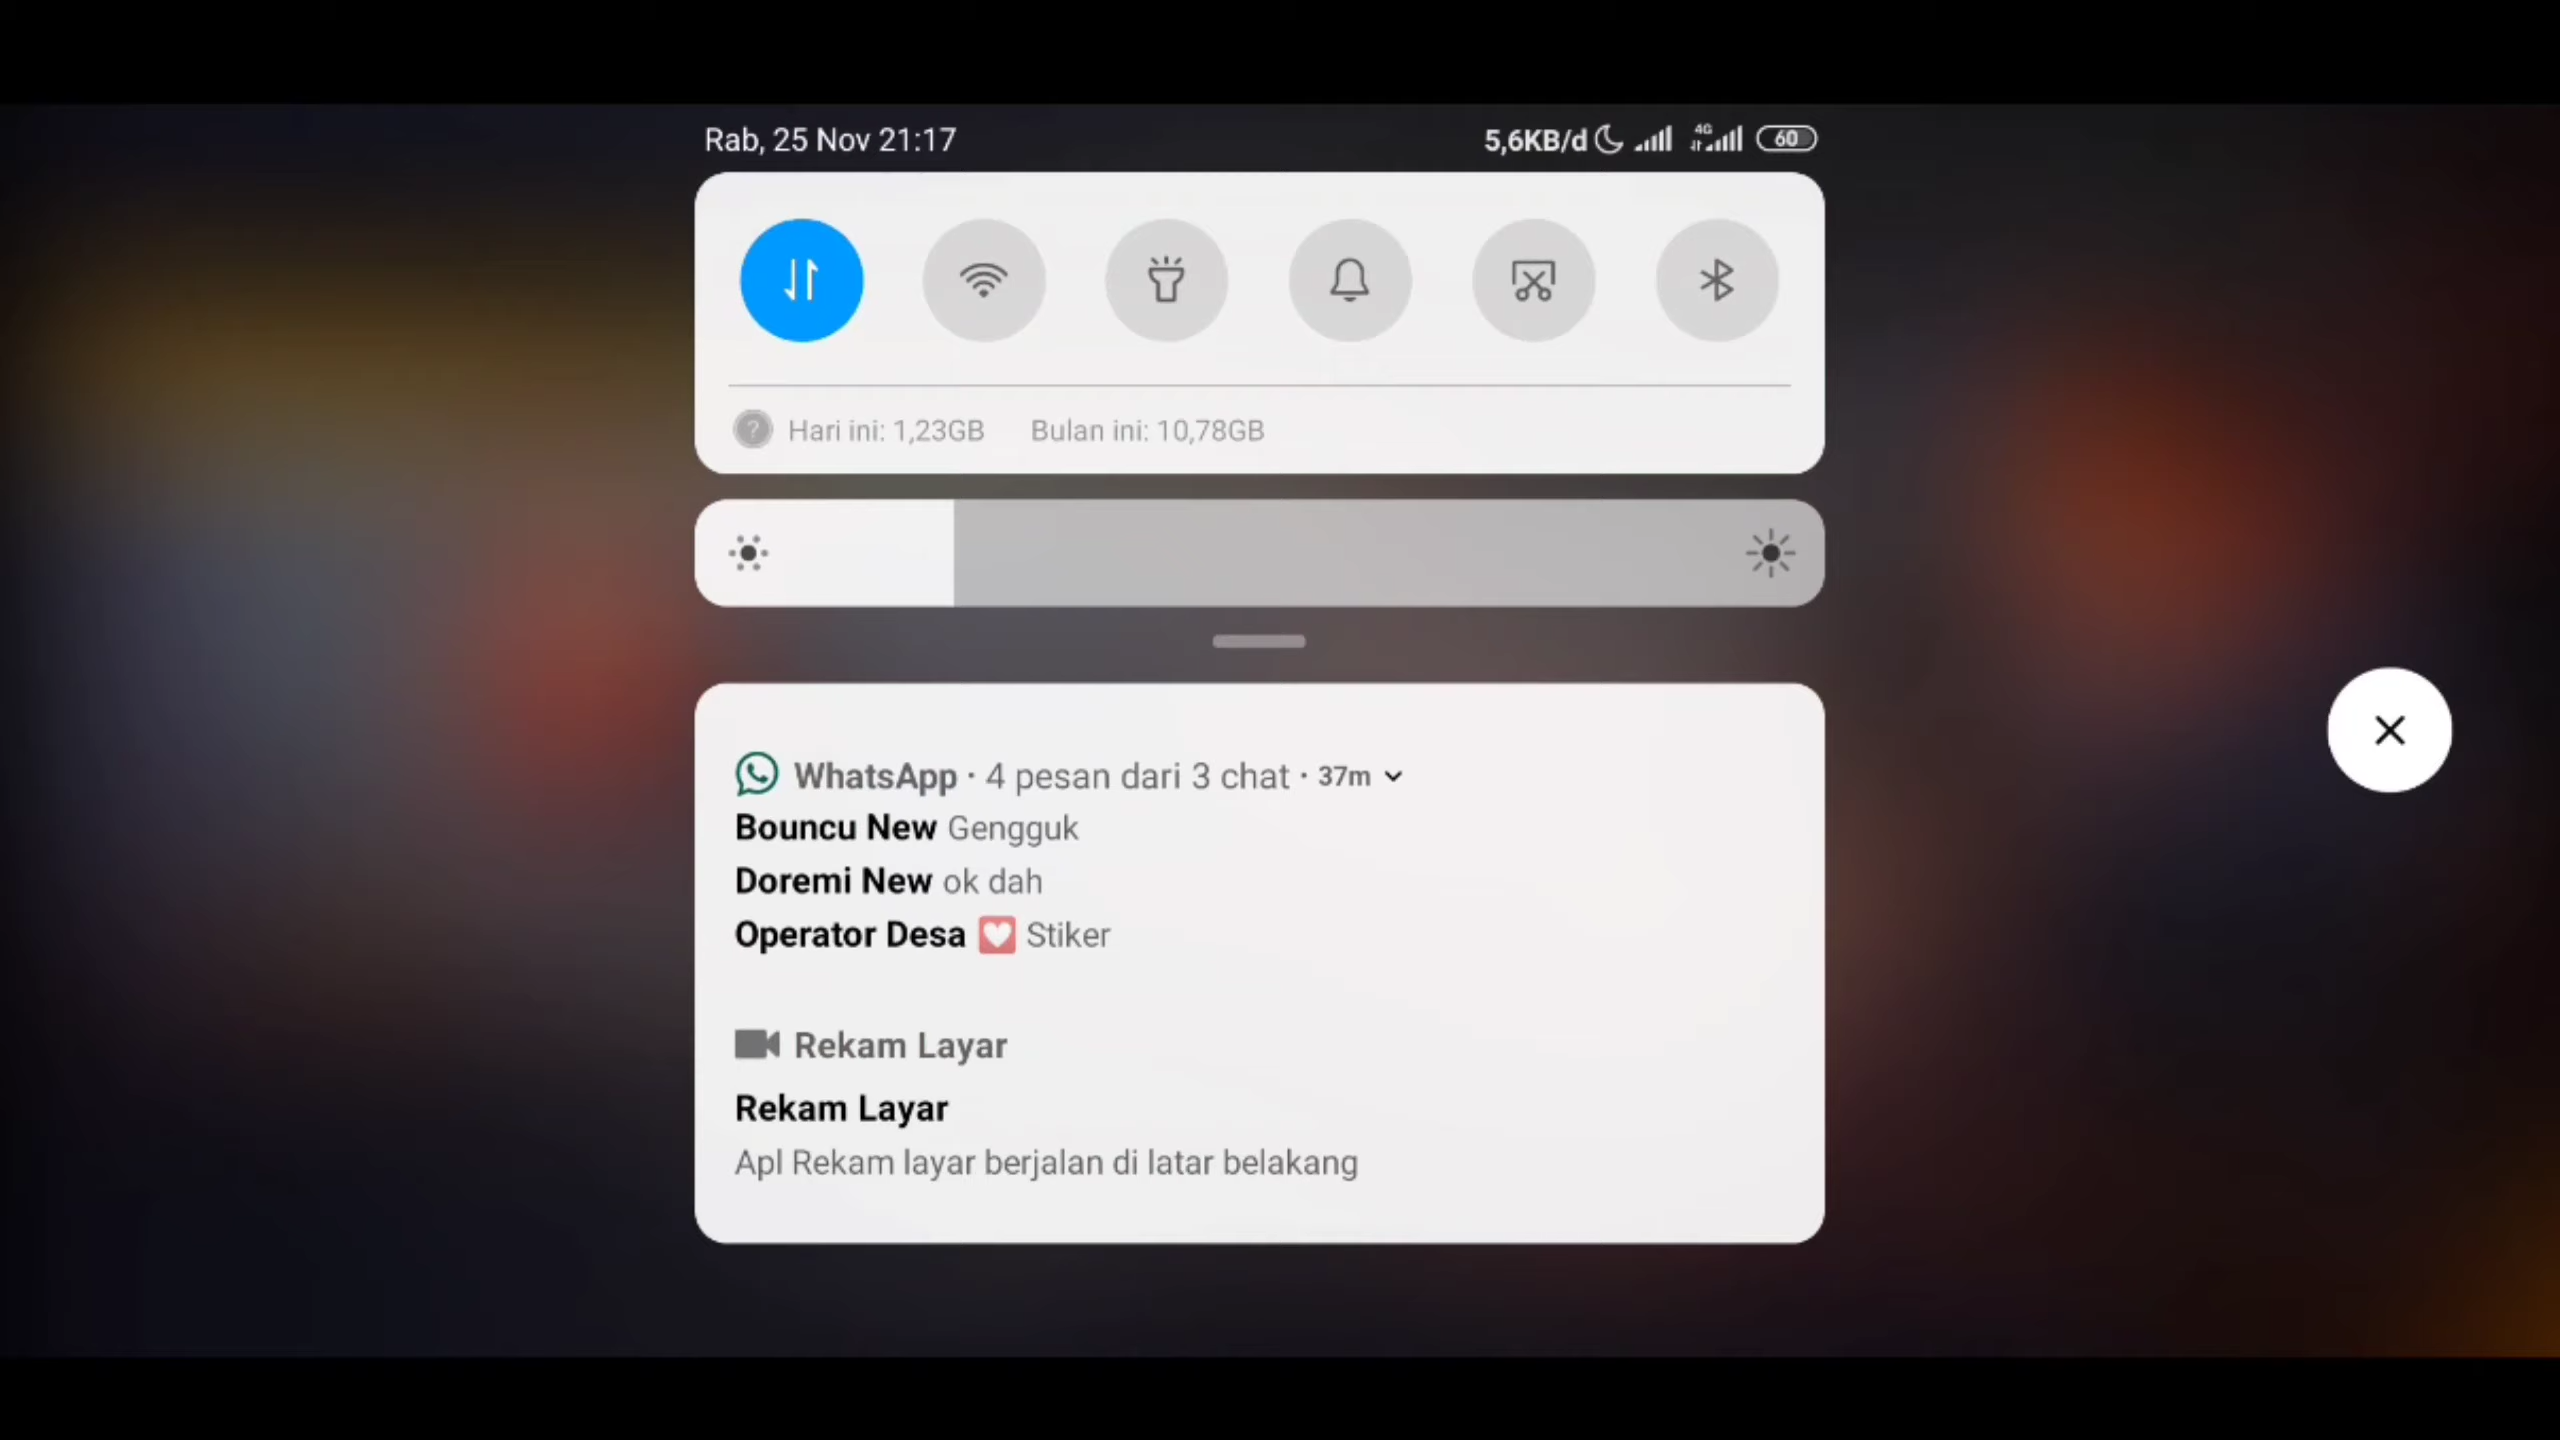 Rab, 25 Nov 21:17 5,6KB/d 4G 60
Hari ini: 1,23GB Bulan ini: 10,78GB
WhatsApp · 4 pesan dari 3 chat · 37m
Bouncu New Gengguk
Doremi New ok dah
Operator Desa 💟 Stiker
Rekam Layar
Rekam Layar
Apl Rekam layar berjalan di latar belakang